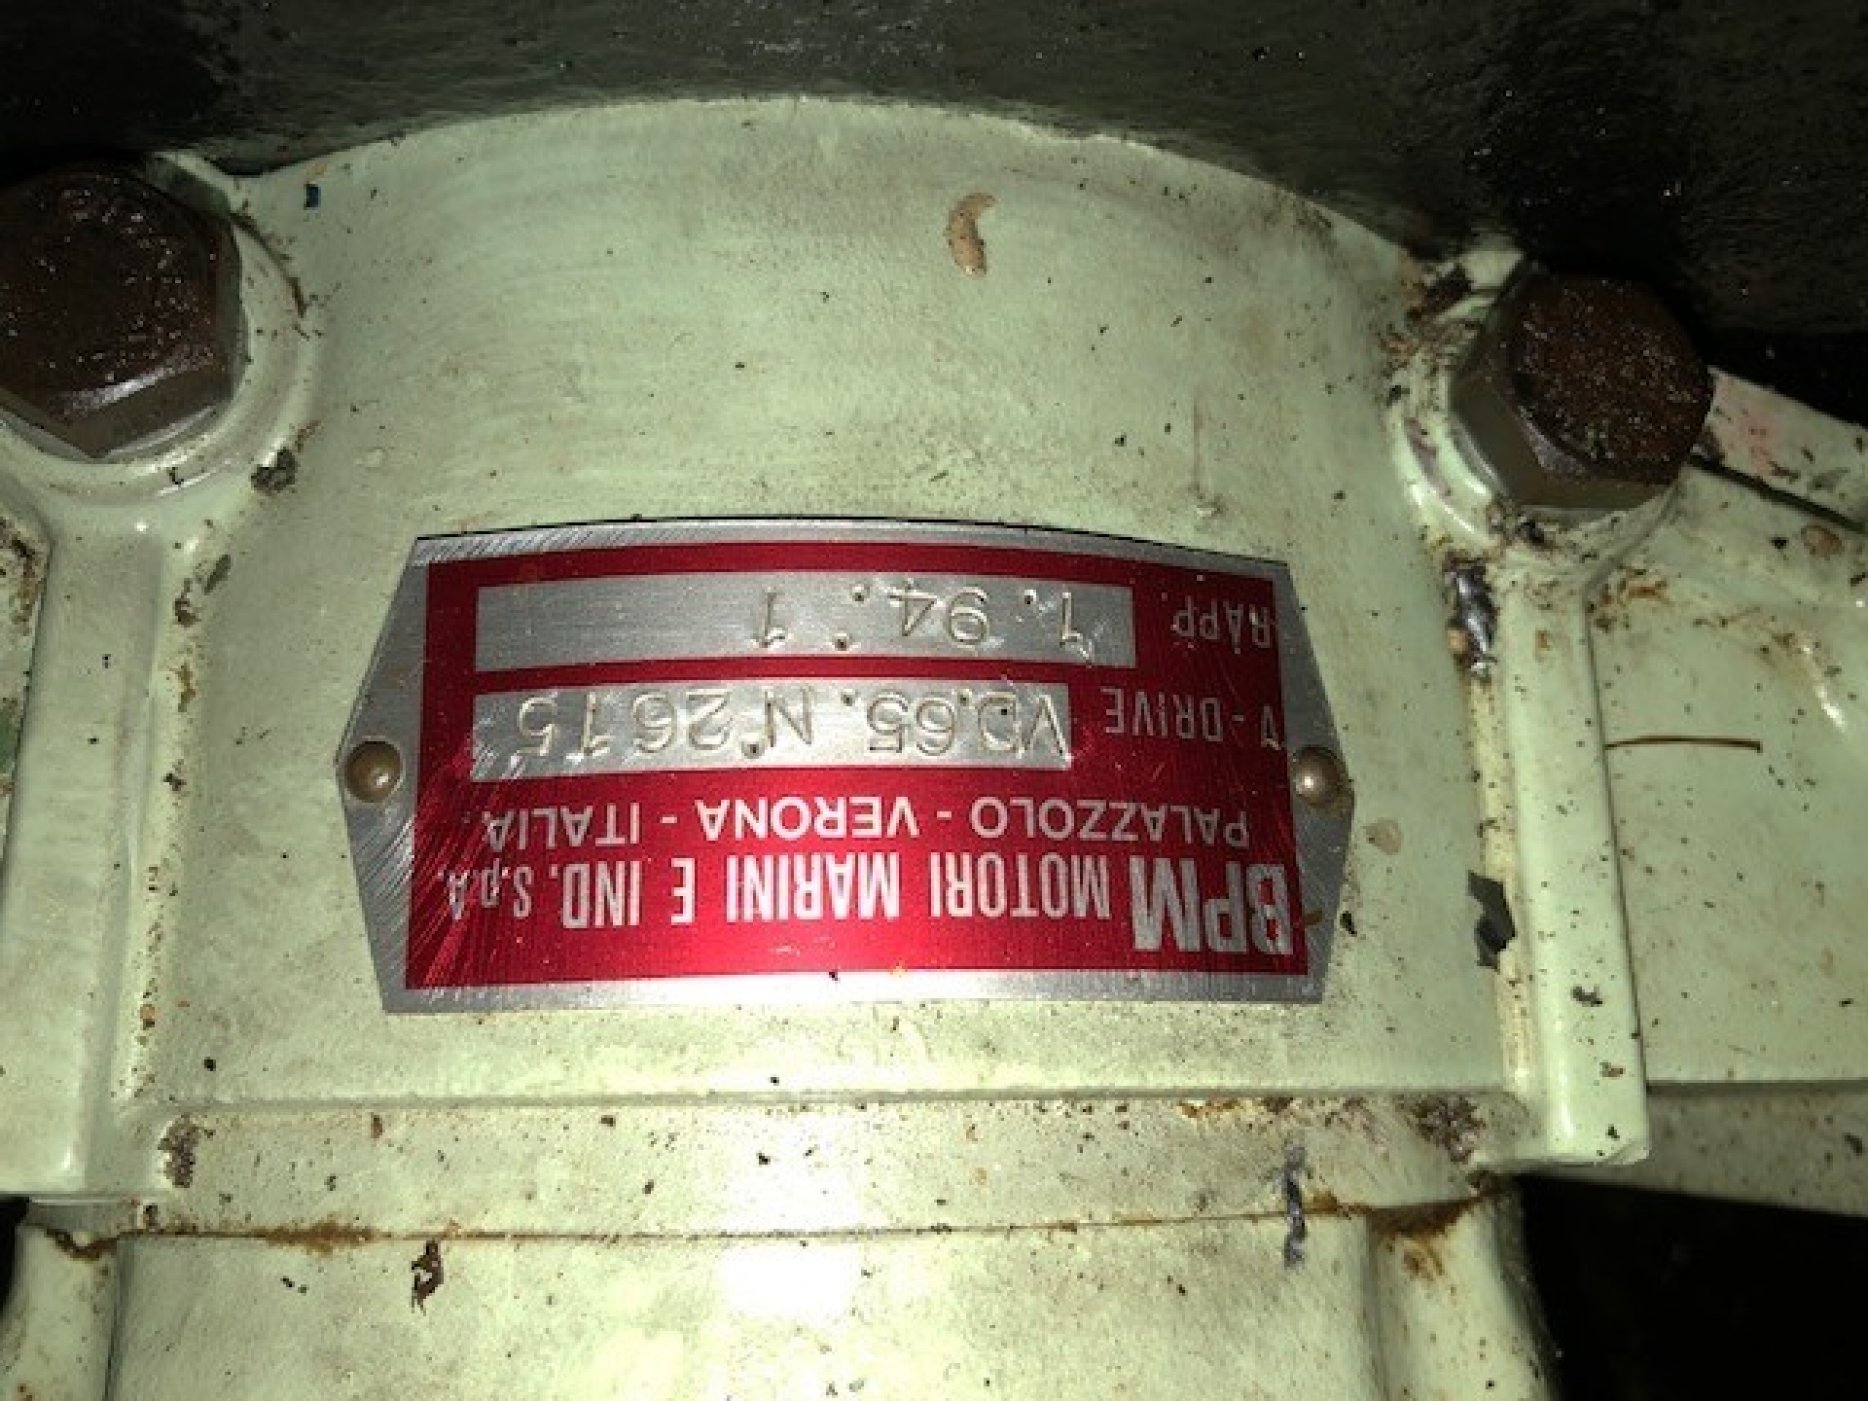 BPM MOTORI MARINI E IND. S.p.A.
PALAZZOLO - VERONA - ITALIA.
V-DRIVE VD.65. N°2615
RAPP. 1.94:1